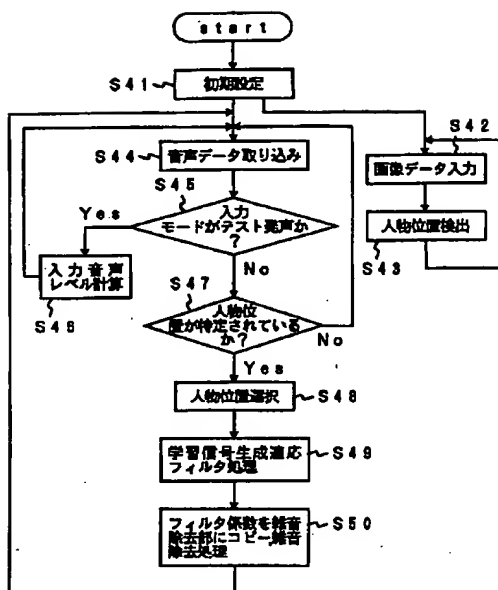 start
S41
初期設定
S42
S44
音声データ取り込み
画像データ入力
S45
Yes
入力
モードがテスト発声か
?
人物位置検出
S43
入力音声
レベル計算
S46
No
S47
人物位
置が特定されている
か?
No
Yes
人物位置選択
S48
学習信号生成適応
フィルタ処理
S49
フィルタ係数を雑音
除去部にコピー雑音
除去処理
S50